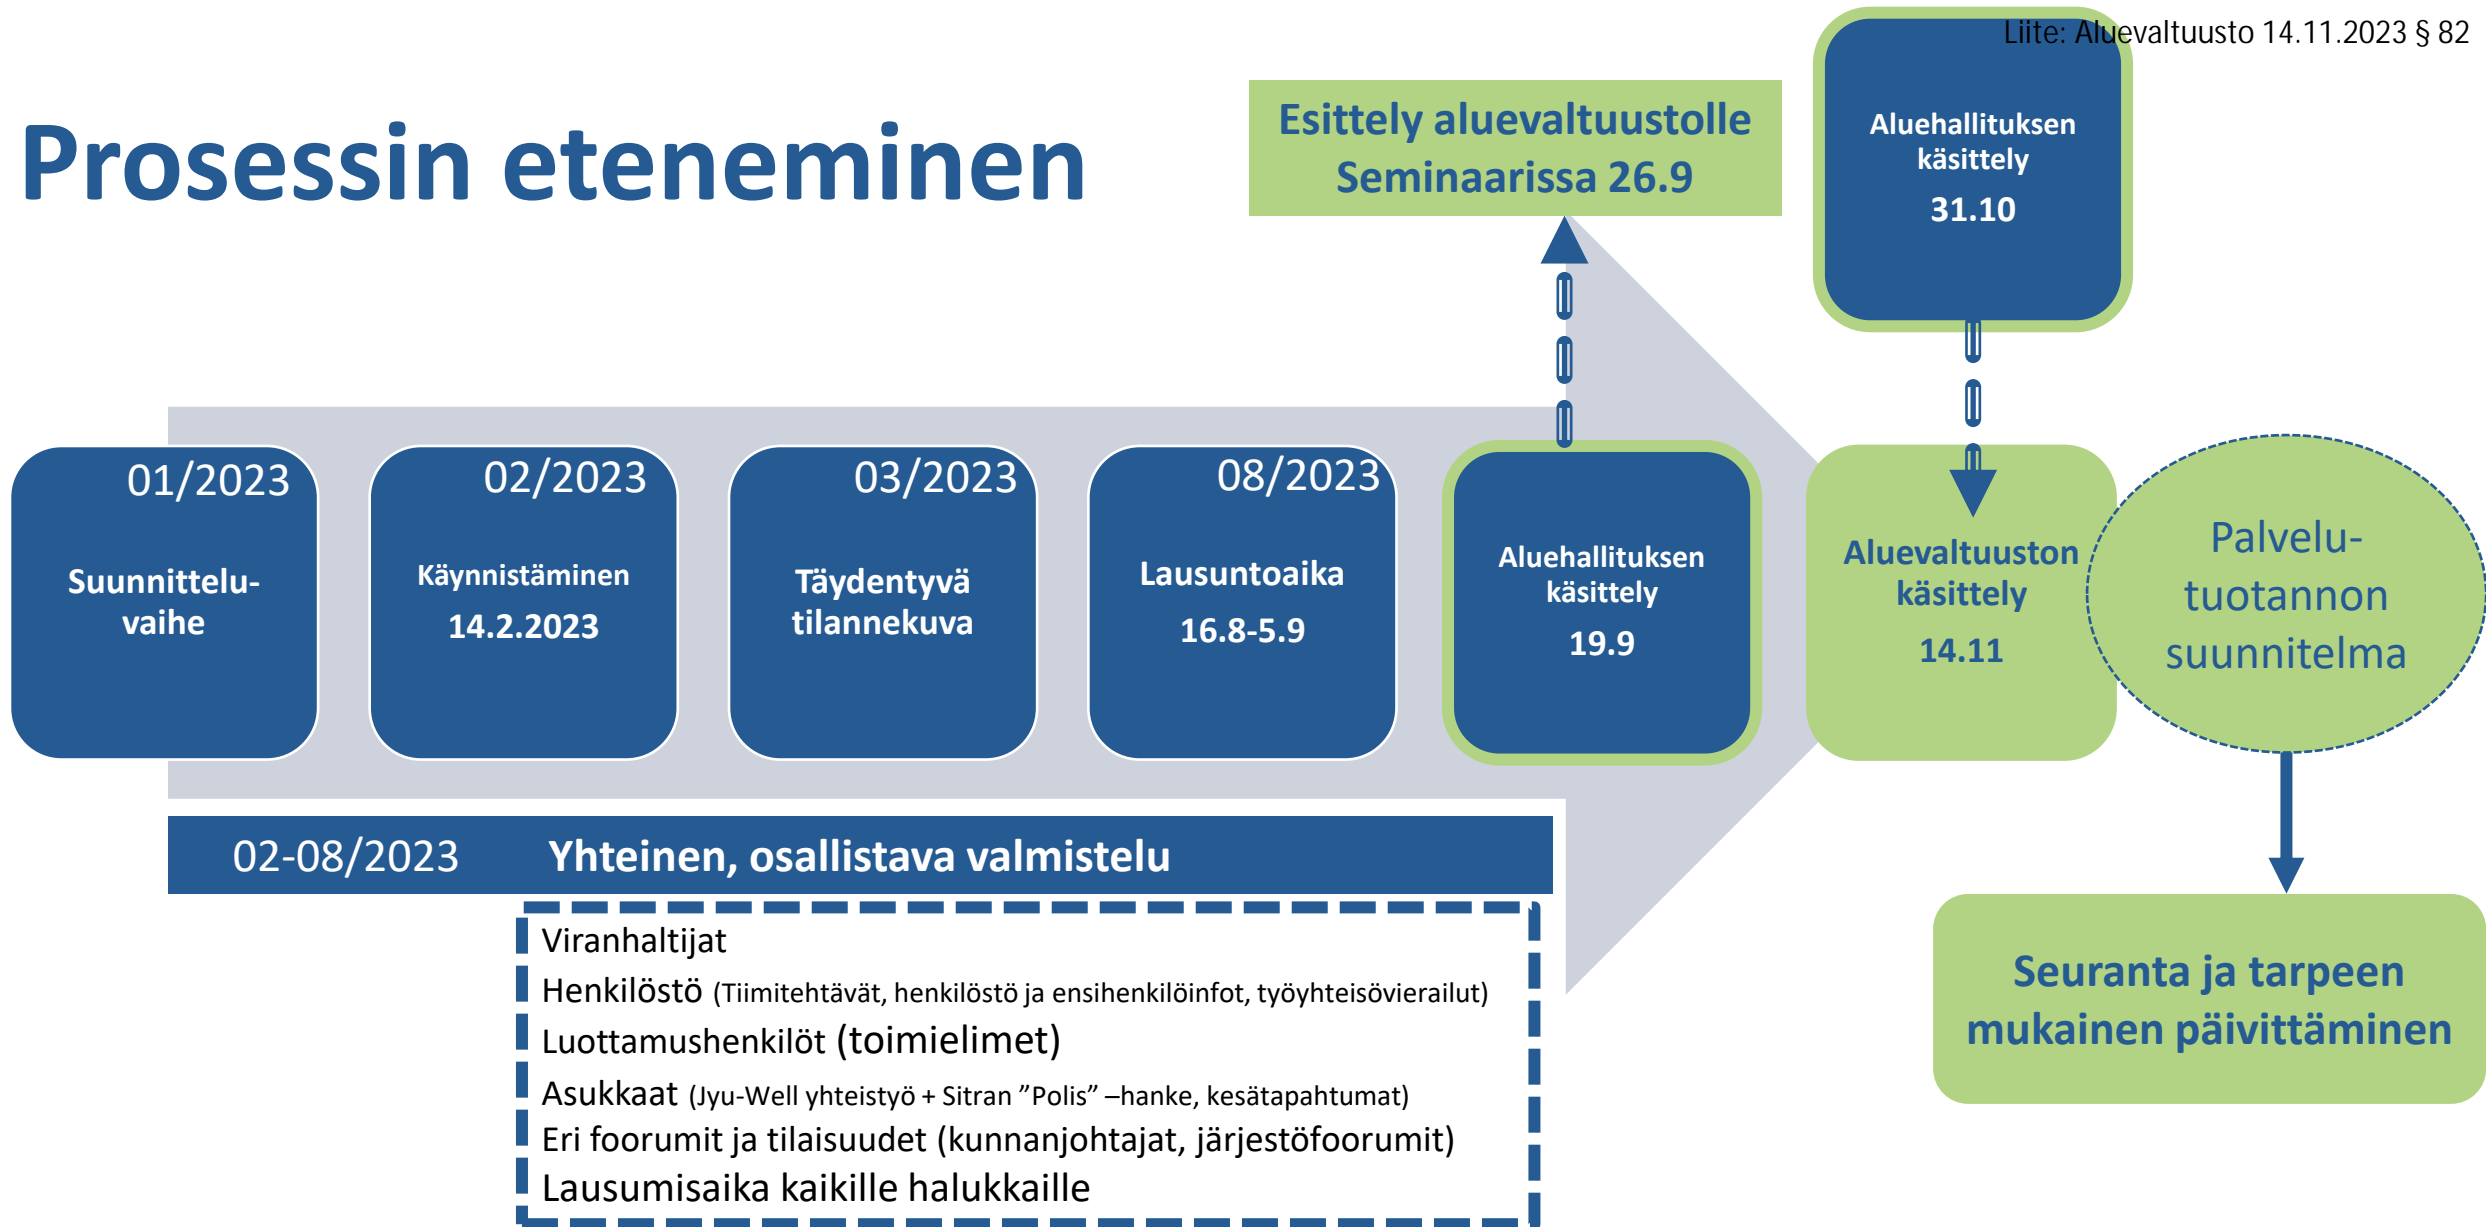 Liite: Aluevaltuusto 14.11.2023 § 82
Prosessin eteneminen
Esittely aluevaltuustolle
Seminaarissa 26.9
Aluehallituksen
käsittely
31.10
01/2023
Suunnittelu-
vaihe
02/2023
Käynnistäminen
14.2.2023
03/2023
Täydentyvä
tilannekuva
08/2023
Lausuntoaika
16.8-5.9
Aluehallituksen
käsittely
19.9
Aluevaltuuston
käsittely
14.11
Palvelu-
tuotannon
suunnitelma
02-08/2023 Yhteinen, osallistava valmistelu
Viranhaltijat
Henkilöstö (Tiimitehtävät, henkilöstö ja ensihenkilöinfot, työyhteisövierailut)
Luottamushenkilöt (toimielimet)
Asukkaat (Jyu-Well yhteistyö + Sitran ”Polis” –hanke, kesätapahtumat)
Eri foorumit ja tilaisuudet (kunnanjohtajat, järjestöfoorumit)
Lausumisaika kaikille halukkaille
Seuranta ja tarpeen
mukainen päivittäminen